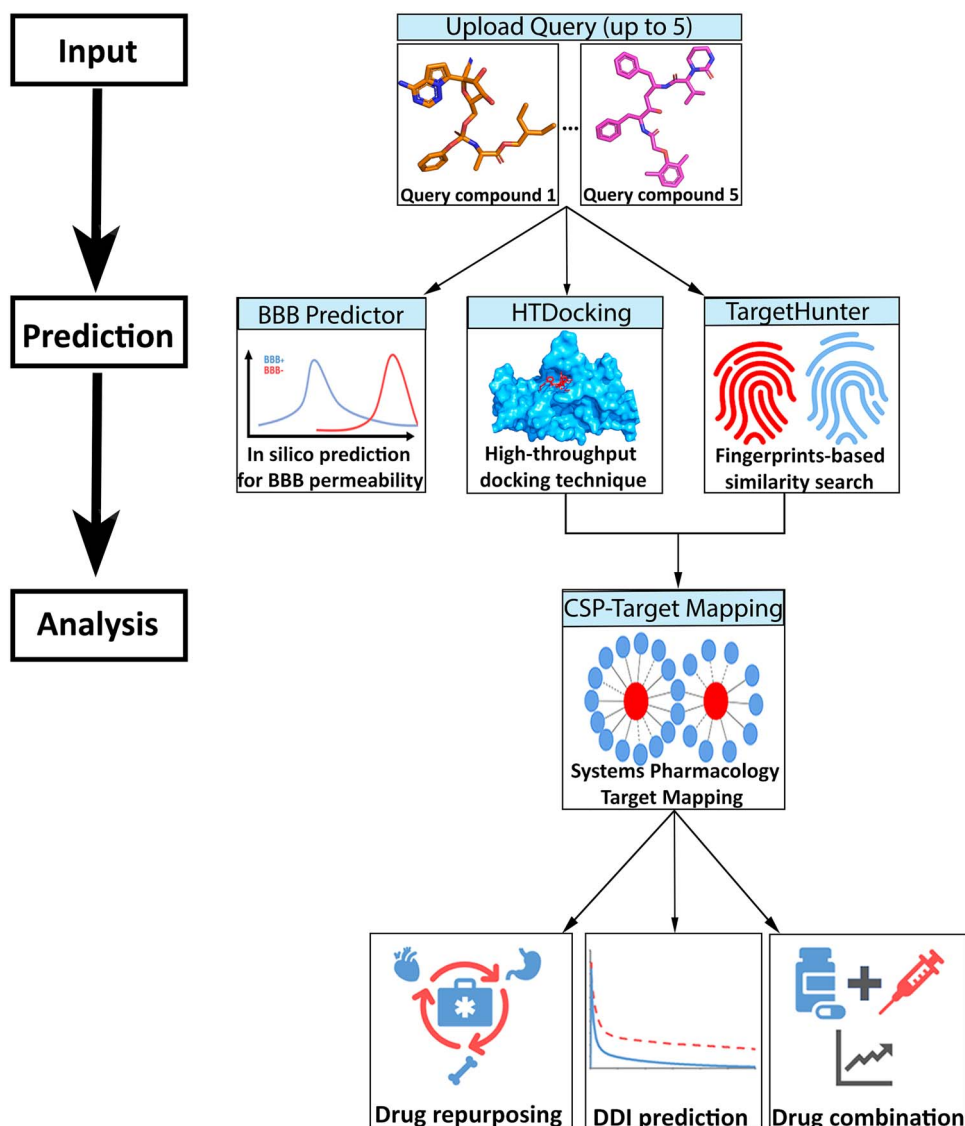 Input
Upload Query (up to 5)
...
Query compound 1
Query compound 5
Prediction
BBB Predictor
BBB+
BBB-
In silico prediction
for BBB permeability
HTDocking
High-throughput
docking technique
TargetHunter
Fingerprints-based
similarity search
Analysis
CSP-Target Mapping
Systems Pharmacology
Target Mapping
Drug repurposing
DDI prediction
Drug combination